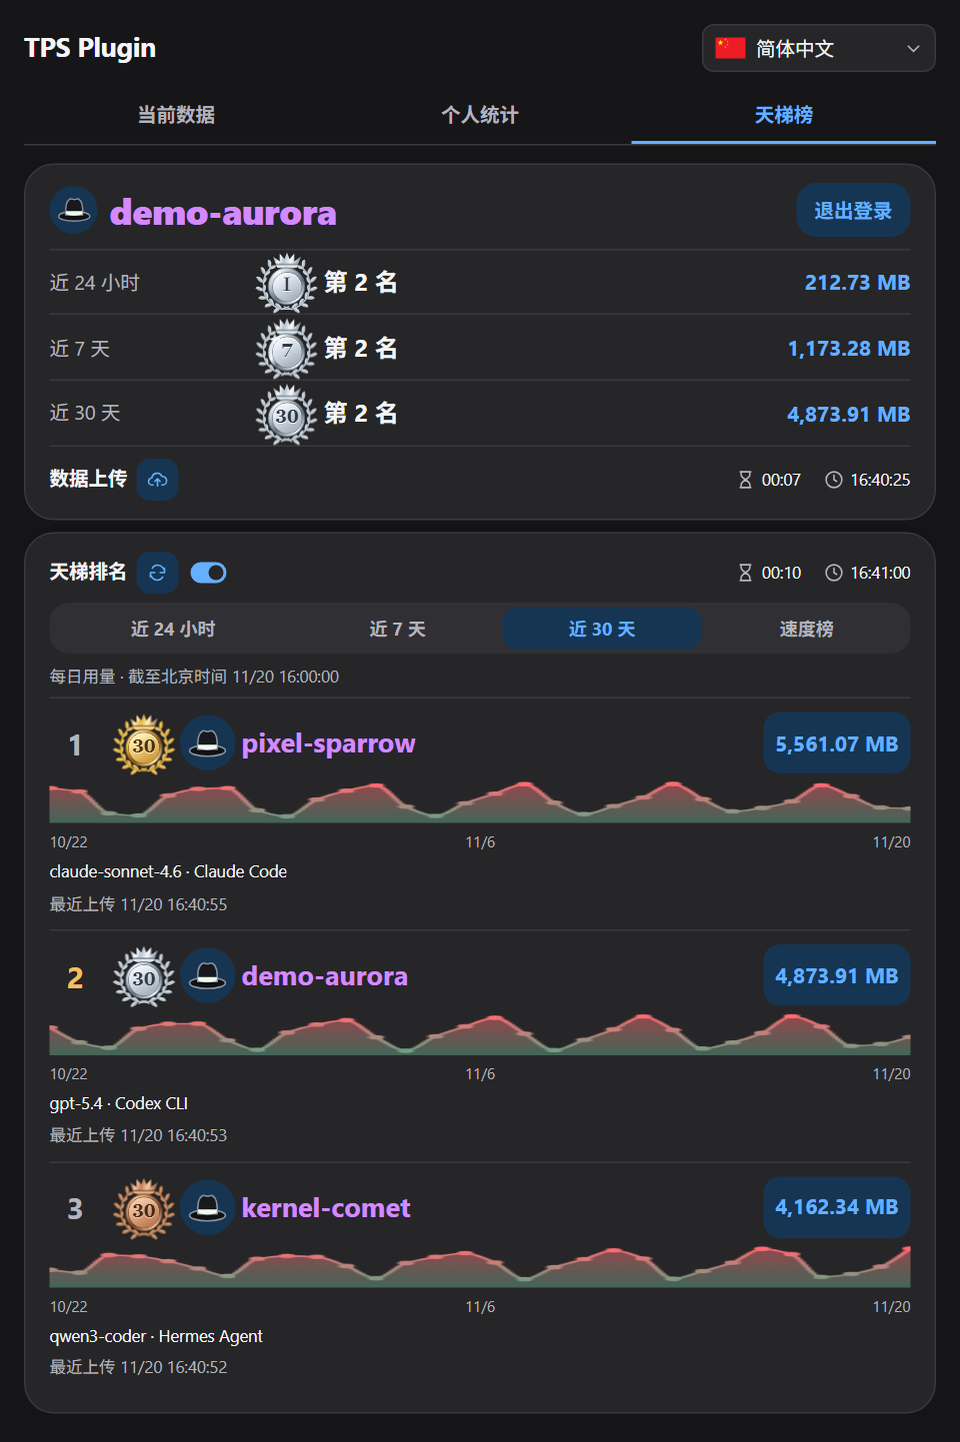 TPS Plugin
简体中文
当前数据 个人统计 天梯榜
demo-aurora 退出登录
近 24 小时 1 第 2 名 212.73 MB
近 7 天 7 第 2 名 1,173.28 MB
近 30 天 30 第 2 名 4,873.91 MB
数据上传 00:07 16:40:25
天梯排名 00:10 16:41:00
近 24 小时 近 7 天 近 30 天 速度榜
每日用量 · 截至北京时间 11/20 16:00:00
1 30 pixel-sparrow 5,561.07 MB
10/22 11/6 11/20
claude-sonnet-4.6 · Claude Code
最近上传 11/20 16:40:55
2 30 demo-aurora 4,873.91 MB
10/22 11/6 11/20
gpt-5.4 · Codex CLI
最近上传 11/20 16:40:53
3 30 kernel-comet 4,162.34 MB
10/22 11/6 11/20
qwen3-coder · Hermes Agent
最近上传 11/20 16:40:52